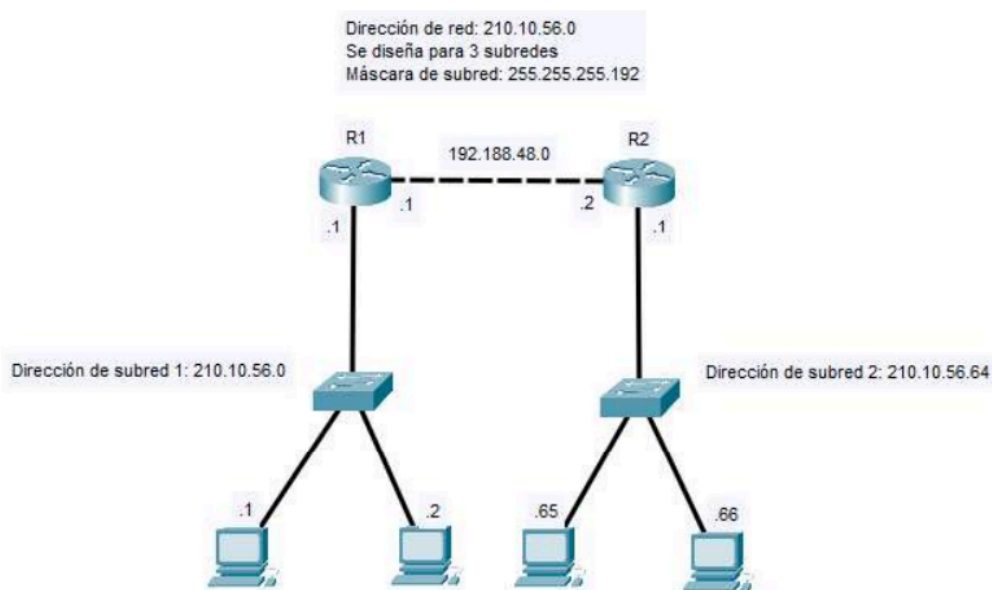 Dirección de red: 210.10.56.0
Se diseña para 3 subredes
Máscara de subred: 255.255.255.192
R1
R2
192.188.48.0
.1
.2
.1
.1
Dirección de subred 1: 210.10.56.0
Dirección de subred 2: 210.10.56.64
.1
.2
.65
.66